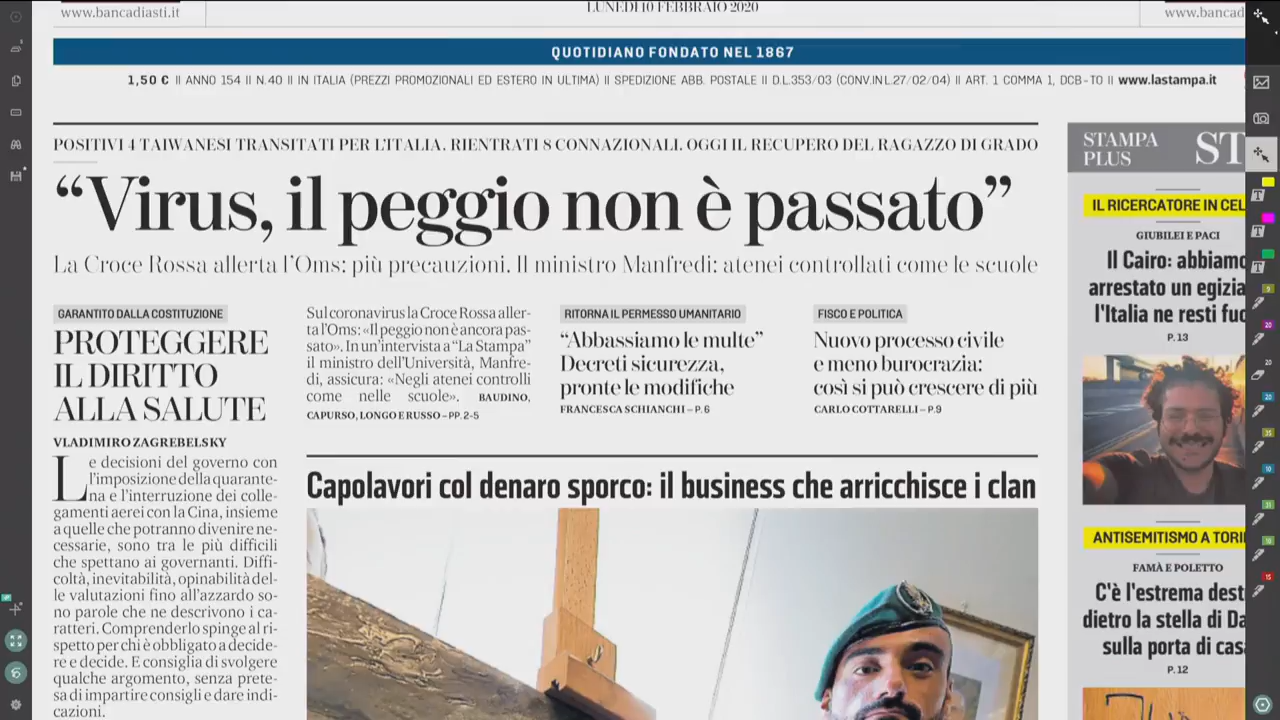 www.bancadiasti.it
LUNEDÌ 10 FEBBRAIO 2020
QUOTIDIANO FONDATO NEL 1867
1,50 € II ANNO 154 II N.40 II IN ITALIA (PREZZI PROMOZIONALI ED ESTERO IN ULTIMA) II SPEDIZIONE ABB. POSTALE II D.L.353/03 (CONV.IN L.27/02/04) II ART. 1 COMMA 1, DCB-TO II www.lastampa.it
POSITIVI 4 TAIWANESI TRANSITATI PER L'ITALIA. RIENTRATI 8 CONNAZIONALI. OGGI IL RECUPERO DEL RAGAZZO DI GRADO
“Virus, il peggio non è passato”
La Croce Rossa allerta l'Oms: più precauzioni. Il ministro Manfredi: atenei controllati come le scuole
GARANTITO DALLA COSTITUZIONE
PROTEGGERE
IL DIRITTO
ALLA SALUTE
VLADIMIRO ZAGREBELSKY
Le decisioni del governo con
l'imposizione della quarante-
na e l'interruzione dei colle-
gamenti aerei con la Cina, insieme
a quelle che potranno divenire ne-
cessarie, sono tra le più difficili
che spettano ai governanti. Diffi-
coltà, inevitabilità, opinabilità del-
le valutazioni fino all'azzardo so-
no parole che ne descrivono i ca-
ratteri. Comprenderlo spinge al ri-
spetto per chi è obbligato a decide-
re e decide. E consiglia di svolgere
qualche argomento, senza prete-
sa di impartire consigli e dare indi-
cazioni.
Sul coronavirus la Croce Rossa aller-
ta l'Oms: «Il peggio non è ancora pas-
sato». In un'intervista a “La Stampa”
il ministro dell'Università, Manfre-
di, assicura: «Negli atenei controlli
come nelle scuole». BAUDINO,
CAPURSO, LONGO E RUSSO – PP. 2-5
RITORNA IL PERMESSO UMANITARIO
“Abbassiamo le multe”
Decreti sicurezza,
pronte le modifiche
FRANCESCA SCHIANCHI – P. 6
FISCO E POLITICA
Nuovo processo civile
e meno burocrazia:
così si può crescere di più
CARLO COTTARELLI – P. 9
Capolavori col denaro sporco: il business che arricchisce i clan
www.bancad
STAMPA
PLUS
ST
IL RICERCATORE IN CEL
GIUBILEI E PACI
Il Cairo: abbiamo
arrestato un egizia
l'Italia ne resti fuo
P. 13
ANTISEMITISMO A TORI
FAMÀ E POLETTO
C'è l'estrema dest
dietro la stella di Da
sulla porta di casa
P. 12